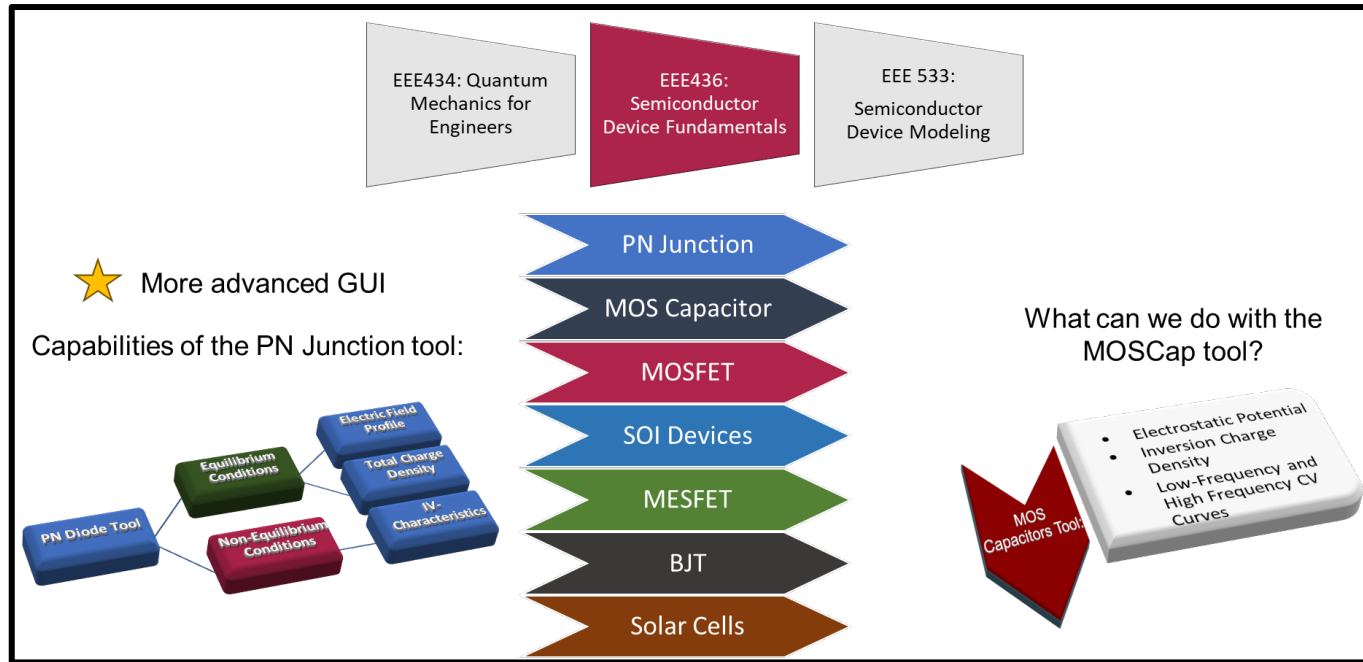 EEE434: Quantum
Mechanics for
Engineers
EEE436:
Semiconductor
Device Fundamentals
EEE 533:
Semiconductor
Device Modeling
More advanced GUI
Capabilities of the PN Junction tool:
PN Diode Tool
Equilibrium
Conditions
Non-Equilibrium
Conditions
Electric Field
Profile
Total Charge
Density
IV-
Characteristics
PN Junction
MOS Capacitor
MOSFET
SOI Devices
MESFET
BJT
Solar Cells
What can we do with the
MOSCap tool?
MOS
Capacitors Tool:
• Electrostatic Potential
• Inversion Charge
Density
• Low-Frequency and
High Frequency CV
Curves